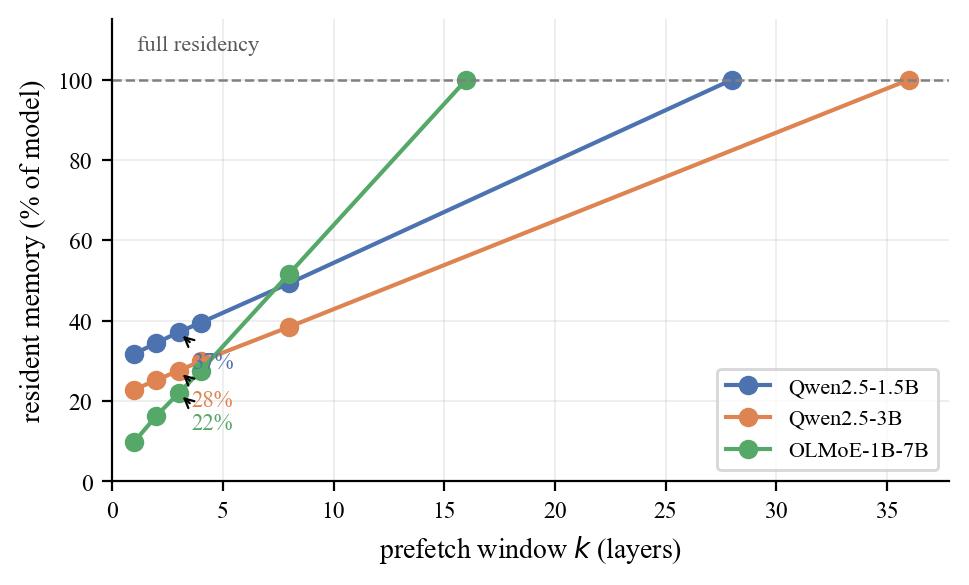 full residency
resident memory (% of model)
100
80
60
40
20
0
37%
28%
22%
Qwen2.5-1.5B
Qwen2.5-3B
OLMoE-1B-7B
0 5 10 15 20 25 30 35
prefetch window k (layers)